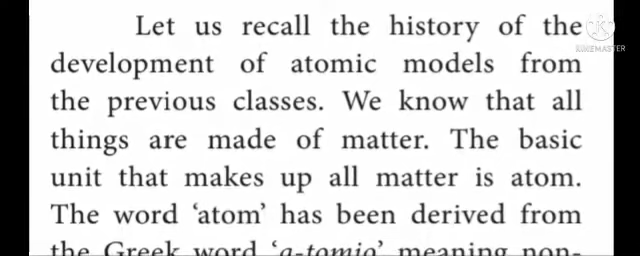 Let us recall the history of the
KINEMASTER
development of atomic models from
the previous classes. We know that all
things are made of matter. The basic
unit that makes up all matter is atom.
The word ‘atom’ has been derived from
the Greek word ‘a-tomio’ meaning non-